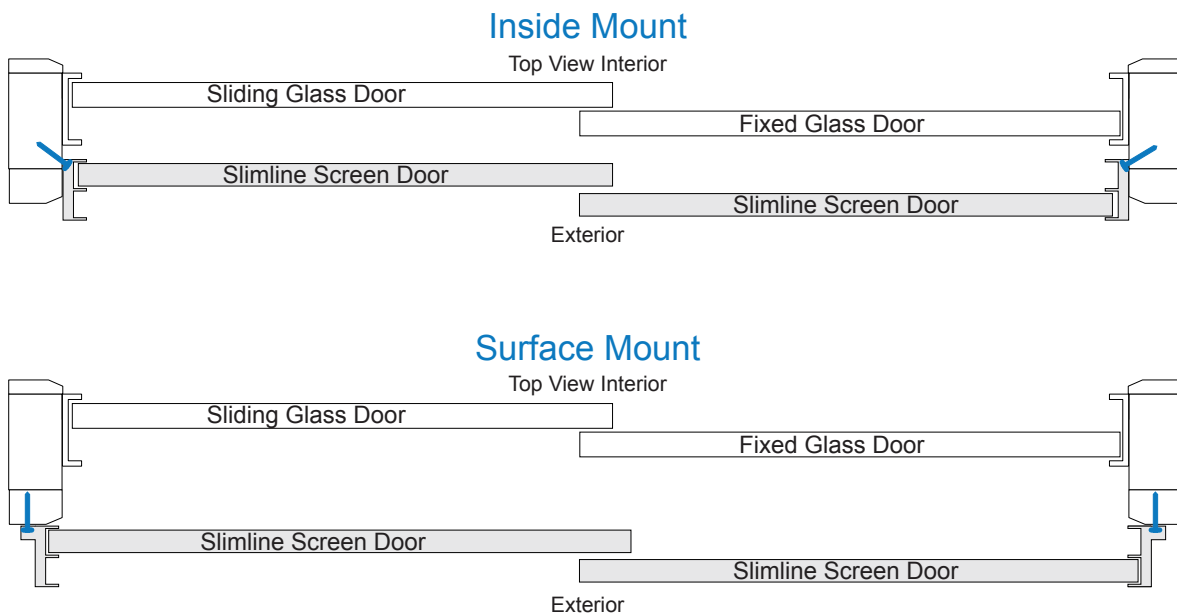 Inside Mount
Top View Interior
Sliding Glass Door
Fixed Glass Door
Slimline Screen Door
Slimline Screen Door
Exterior
Surface Mount
Top View Interior
Sliding Glass Door
Fixed Glass Door
Slimline Screen Door
Slimline Screen Door
Exterior